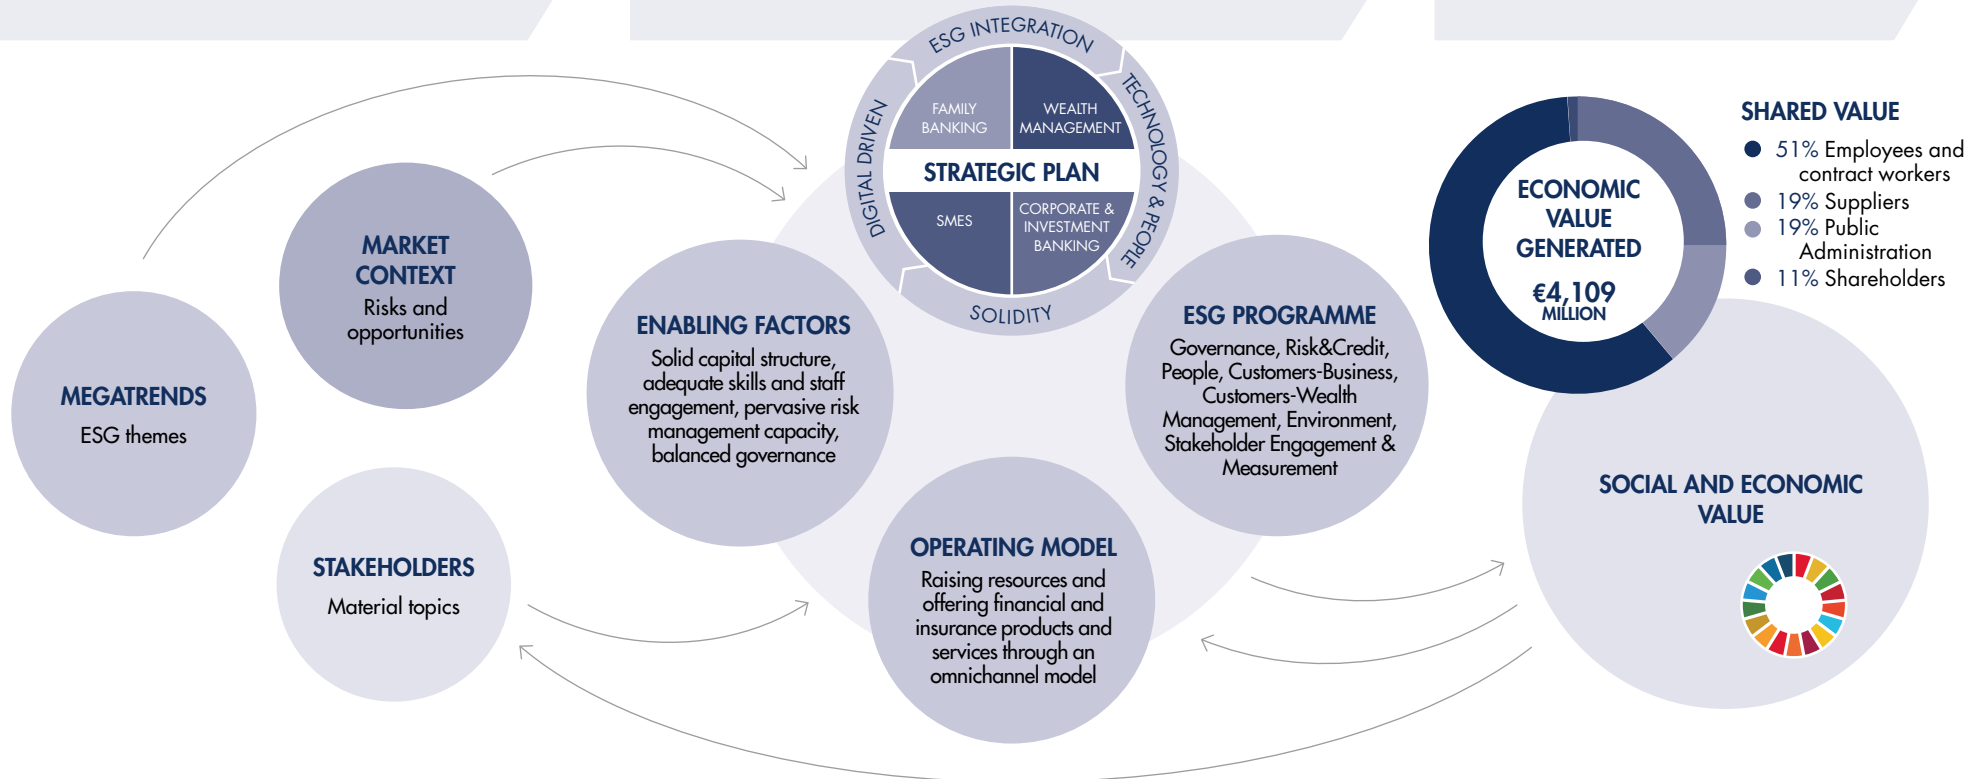 MEGATRENDS
ESG themes
MARKET
CONTEXT
Risks and
opportunities
STAKEHOLDERS
Material topics
ENABLING FACTORS
Solid capital structure,
adequate skills and staff
engagement, pervasive risk
management capacity,
balanced governance
ESG INTEGRATION
TECHNOLOGY & PEOPLE
SOLIDITY
DIGITAL DRIVEN
FAMILY
BANKING
WEALTH
MANAGEMENT
STRATEGIC PLAN
SMES
CORPORATE &
INVESTMENT
BANKING
ESG PROGRAMME
Governance, Risk&Credit,
People, Customers-Business,
Customers-Wealth
Management, Environment,
Stakeholder Engagement &
Measurement
OPERATING MODEL
Raising resources and
offering financial and
insurance products and
services through an
omnichannel model
ECONOMIC
VALUE
GENERATED
€4,109
MILLION
SHARED VALUE
51% Employees and
contract workers
19% Suppliers
19% Public
Administration
11% Shareholders
SOCIAL AND ECONOMIC
VALUE